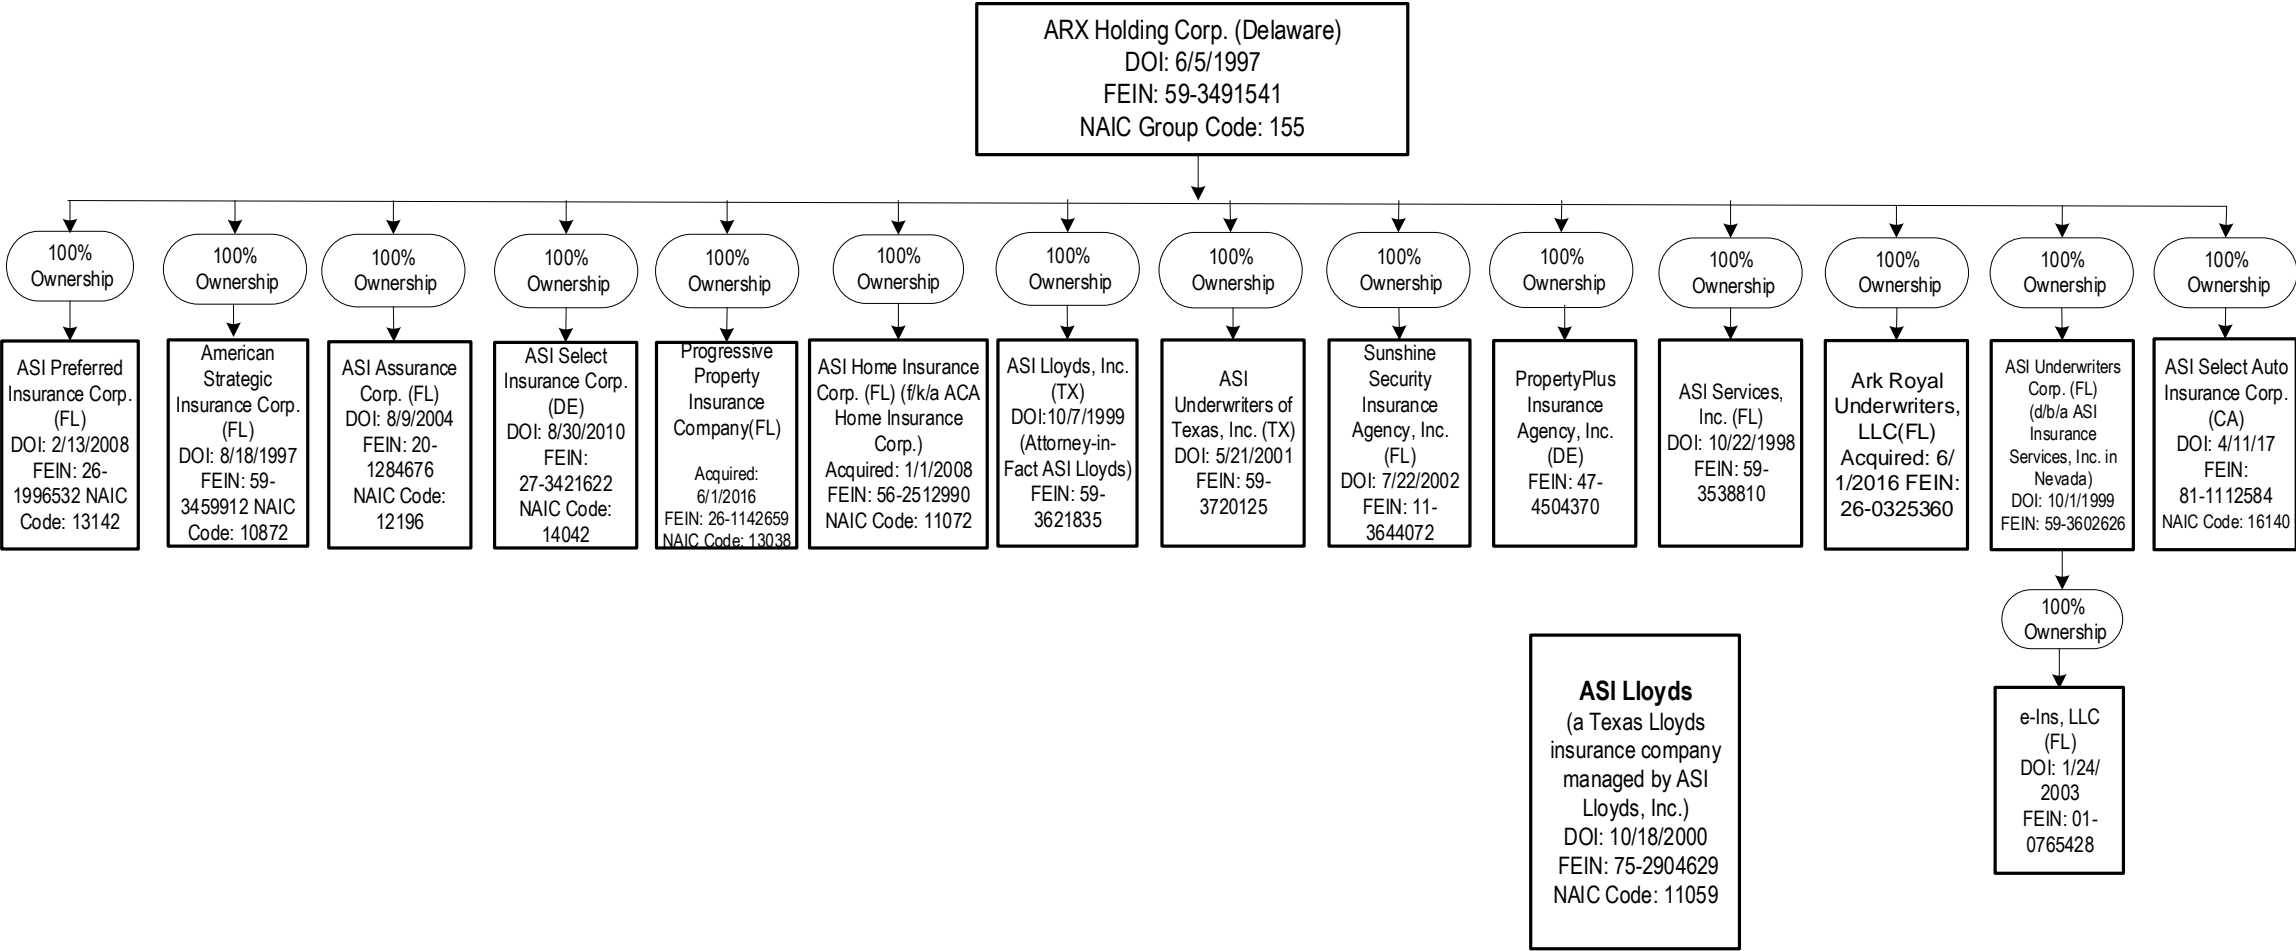 ARX Holding Corp. (Delaware)
DOI: 6/5/1997
FEIN: 59-3491541
NAIC Group Code: 155
100%
Ownership
100%
Ownership
100%
Ownership
100%
Ownership
100%
Ownership
100%
Ownership
100%
Ownership
100%
Ownership
100%
Ownership
100%
Ownership
100%
Ownership
100%
Ownership
100%
Ownership
100%
Ownership
ASI Preferred
Insurance Corp.
(FL)
DOI: 2/13/2008
FEIN: 26-
1996532 NAIC
Code: 13142
American
Strategic
Insurance Corp.
(FL)
DOI: 8/18/1997
FEIN: 59-
3459912 NAIC
Code: 10872
ASI Assurance
Corp. (FL)
DOI: 8/9/2004
FEIN: 20-
1284676
NAIC Code:
12196
ASI Select
Insurance Corp.
(DE)
DOI: 8/30/2010
FEIN:
27-3421622
NAIC Code:
14042
Progressive
Property
Insurance
Company(FL)
Acquired:
6/1/2016
FEIN: 26-1142659
NAIC Code: 13038
ASI Home Insurance
Corp. (FL) (f/k/a ACA
Home Insurance
Corp.)
Acquired: 1/1/2008
FEIN: 56-2512990
NAIC Code: 11072
ASI Lloyds, Inc.
(TX)
DOI:10/7/1999
(Attorney-in-
Fact ASI Lloyds)
FEIN: 59-
3621835
ASI
Underwriters of
Texas, Inc. (TX)
DOI: 5/21/2001
FEIN: 59-
3720125
Sunshine
Security
Insurance
Agency, Inc.
(FL)
DOI: 7/22/2002
FEIN: 11-
3644072
PropertyPlus
Insurance
Agency, Inc.
(DE)
FEIN: 47-
4504370
ASI Services,
Inc. (FL)
DOI: 10/22/1998
FEIN: 59-
3538810
Ark Royal
Underwriters,
LLC(FL)
Acquired: 6/
1/2016 FEIN:
26-0325360
ASI Underwriters
Corp. (FL)
(d/b/a ASI
Insurance
Services, Inc. in
Nevada)
DOI: 10/1/1999
FEIN: 59-3602626
ASI Select Auto
Insurance Corp.
(CA)
DOI: 4/11/17
FEIN:
81-1112584
NAIC Code: 16140
100%
Ownership
ASI Lloyds
(a Texas Lloyds
insurance company
managed by ASI
Lloyds, Inc.)
DOI: 10/18/2000
FEIN: 75-2904629
NAIC Code: 11059
e-Ins, LLC
(FL)
DOI: 1/24/
2003
FEIN: 01-
0765428